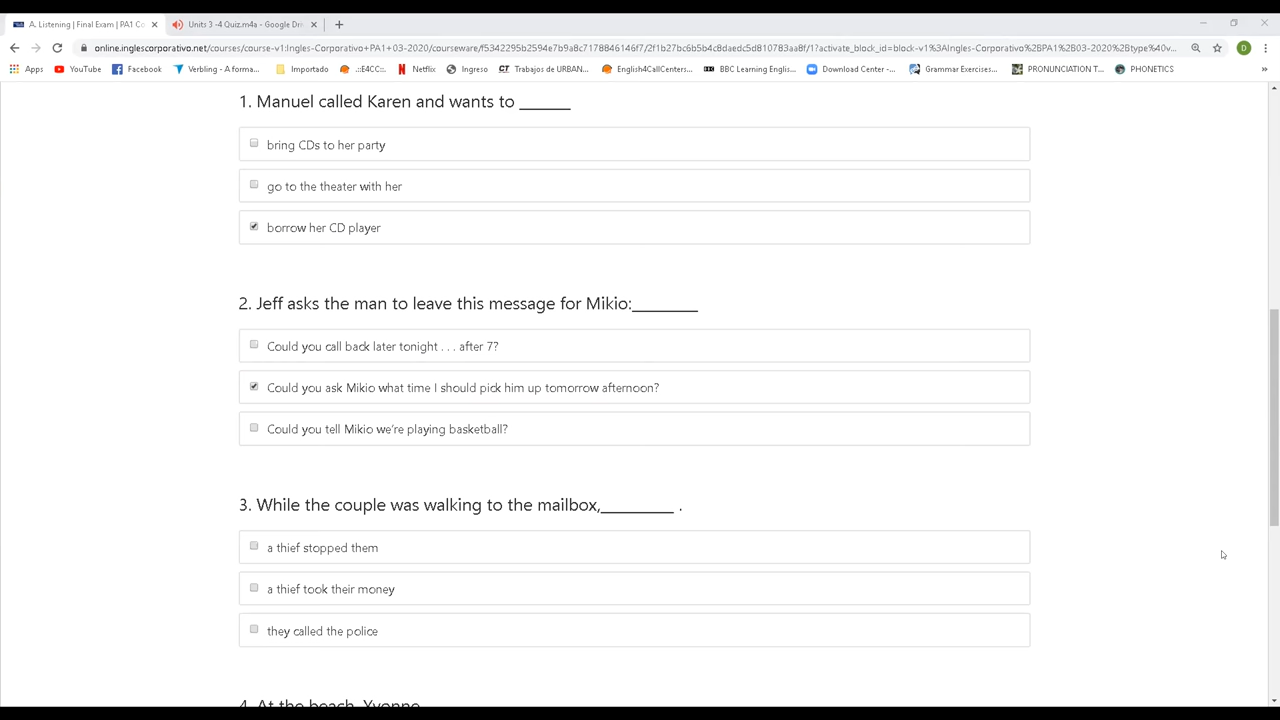 A. Listening | Final Exam | PA1 Co
Units 3 -4 Quiz.m4a - Google Dri
online.inglescorporativo.net/courses/course-v1:Ingles-Corporativo+PA1+03-2020/courseware/f5342295b2594e7b9a8c7178846146f7/2f1b27bc6b5b4c8daedc5d810783aa8f/1?activate_block_id=block-v1%3AIngles-Corporativo%2BPA1%2B03-2020%2Btype%40v...
D
Apps YouTube Facebook Verbling - A forma... Importado .::E4CC::. Netflix Ingreso Trabajos de URBAN... English4CallCenters... BBC Learning Englis... Download Center -... Grammar Exercises... PRONUNCIATION T... PHONETICS »
1. Manuel called Karen and wants to ______
bring CDs to her party
go to the theater with her
borrow her CD player
2. Jeff asks the man to leave this message for Mikio:________
Could you call back later tonight . . . after 7?
Could you ask Mikio what time I should pick him up tomorrow afternoon?
Could you tell Mikio we're playing basketball?
3. While the couple was walking to the mailbox,_________ .
a thief stopped them
a thief took their money
they called the police
4. At the beach, Yvonne